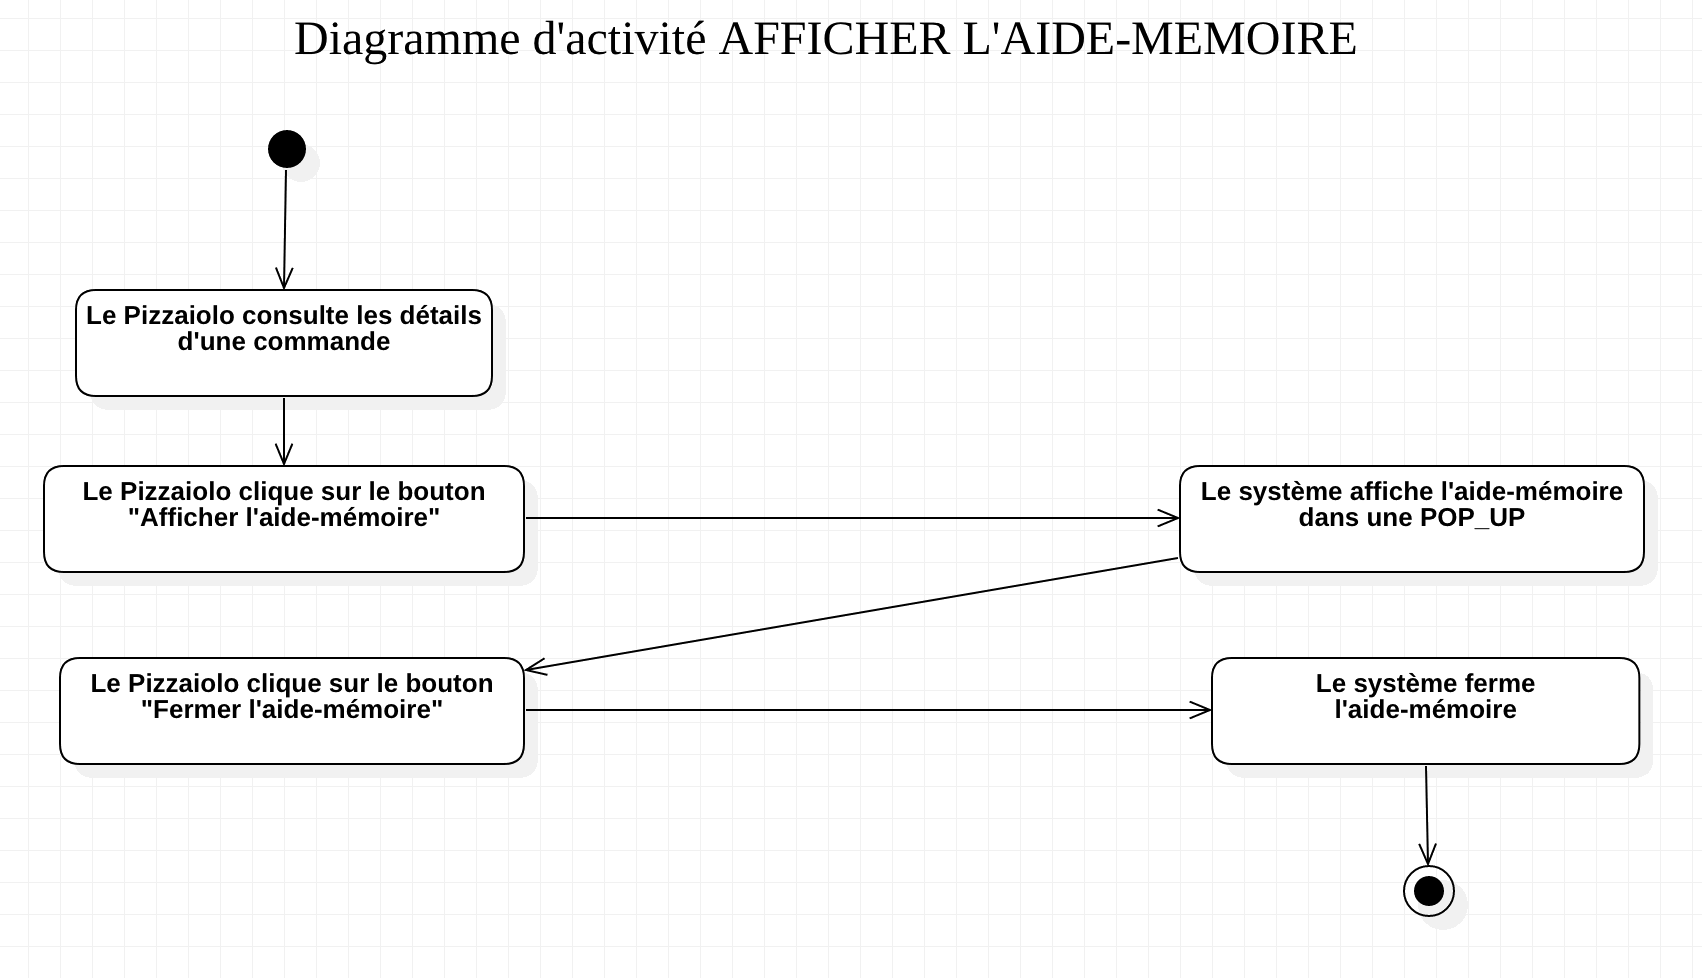 Diagramme d'activité AFFICHER L'AIDE-MEMOIRE
Le Pizzaiolo consulte les détails
d'une commande
Le Pizzaiolo clique sur le bouton
"Afficher l'aide-mémoire"
Le système affiche l'aide-mémoire
dans une POP_UP
Le Pizzaiolo clique sur le bouton
"Fermer l'aide-mémoire"
Le système ferme
l'aide-mémoire